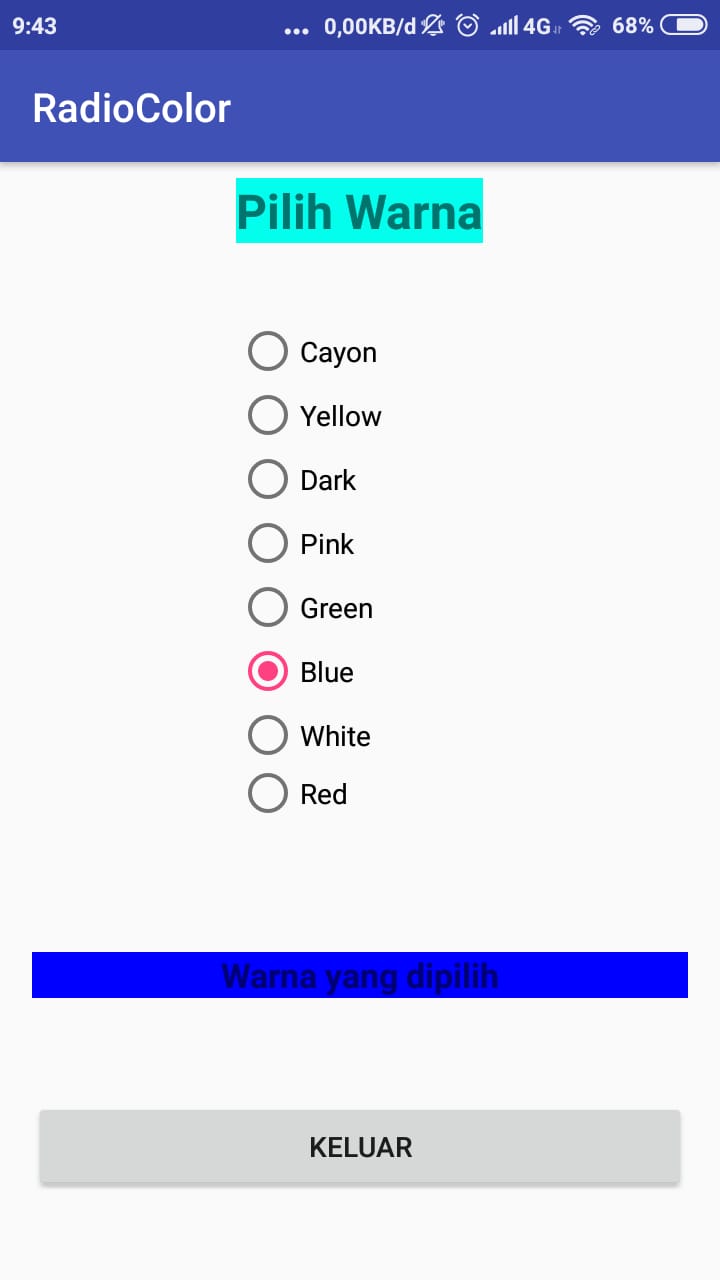 9:43 ... 0,00KB/d 4G 68%
RadioColor
Pilih Warna
Cayon
Yellow
Dark
Pink
Green
Blue
White
Red
Warna yang dipilih
KELUAR